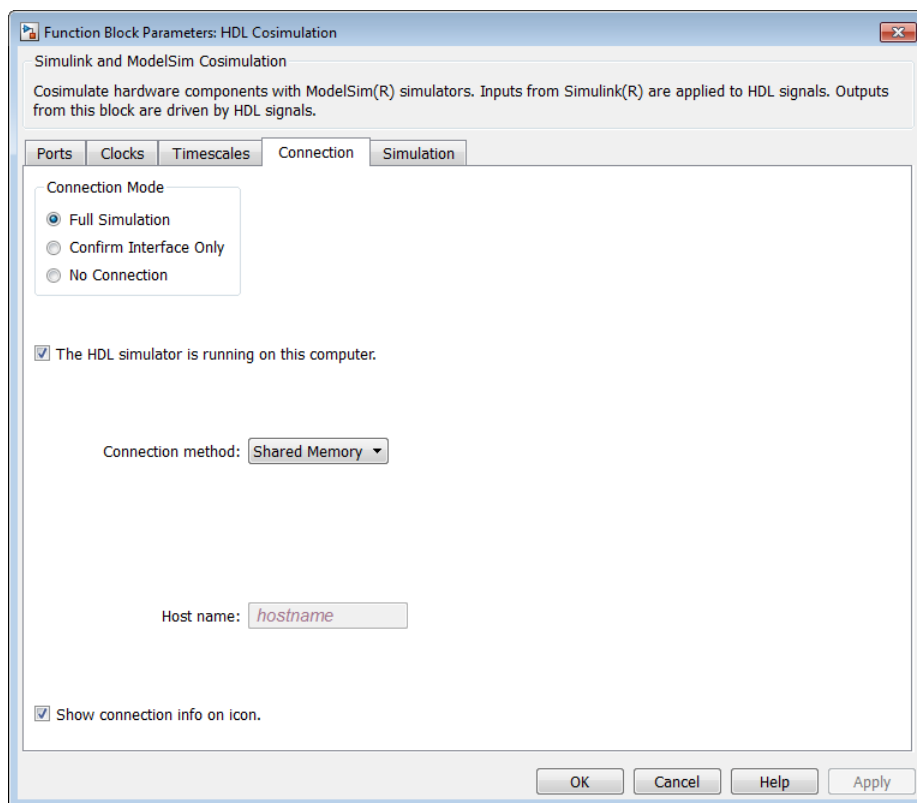 Function Block Parameters: HDL Cosimulation
Simulink and ModelSim Cosimulation
Cosimulate hardware components with ModelSim(R) simulators. Inputs from Simulink(R) are applied to HDL signals. Outputs
from this block are driven by HDL signals.
Ports Clocks Timescales Connection Simulation
Connection Mode
Full Simulation
Confirm Interface Only
No Connection
The HDL simulator is running on this computer.
Connection method: Shared Memory
Host name: hostname
Show connection info on icon.
OK Cancel Help Apply